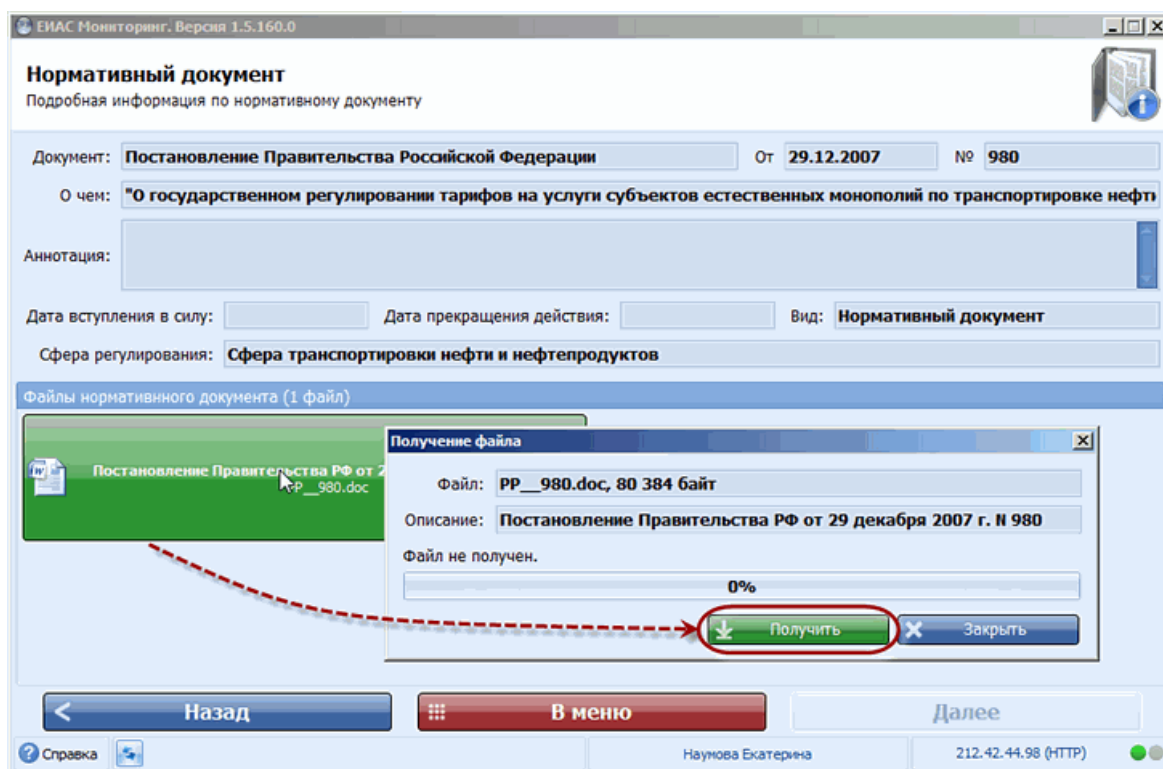 ЕИАС Мониторинг. Версия 1.5.160.0
Нормативный документ
Подробная информация по нормативному документу
Документ: Постановление Правительства Российской Федерации От 29.12.2007 № 980
О чем: "О государственном регулировании тарифов на услуги субъектов естественных монополий по транспортировке нефти
Аннотация:
Дата вступления в силу: Дата прекращения действия: Вид: Нормативный документ
Сфера регулирования: Сфера транспортировки нефти и нефтепродуктов
Файлы нормативнного документа (1 файл)
Постановление Правительства РФ от 2
PP__980.doc
Получение файла
Файл: PP__980.doc, 80 384 байт
Описание: Постановление Правительства РФ от 29 декабря 2007 г. N 980
Файл не получен.
0%
Получить Закрыть
Назад В меню Далее
Справка Наумова Екатерина 212.42.44.98 (HTTP)